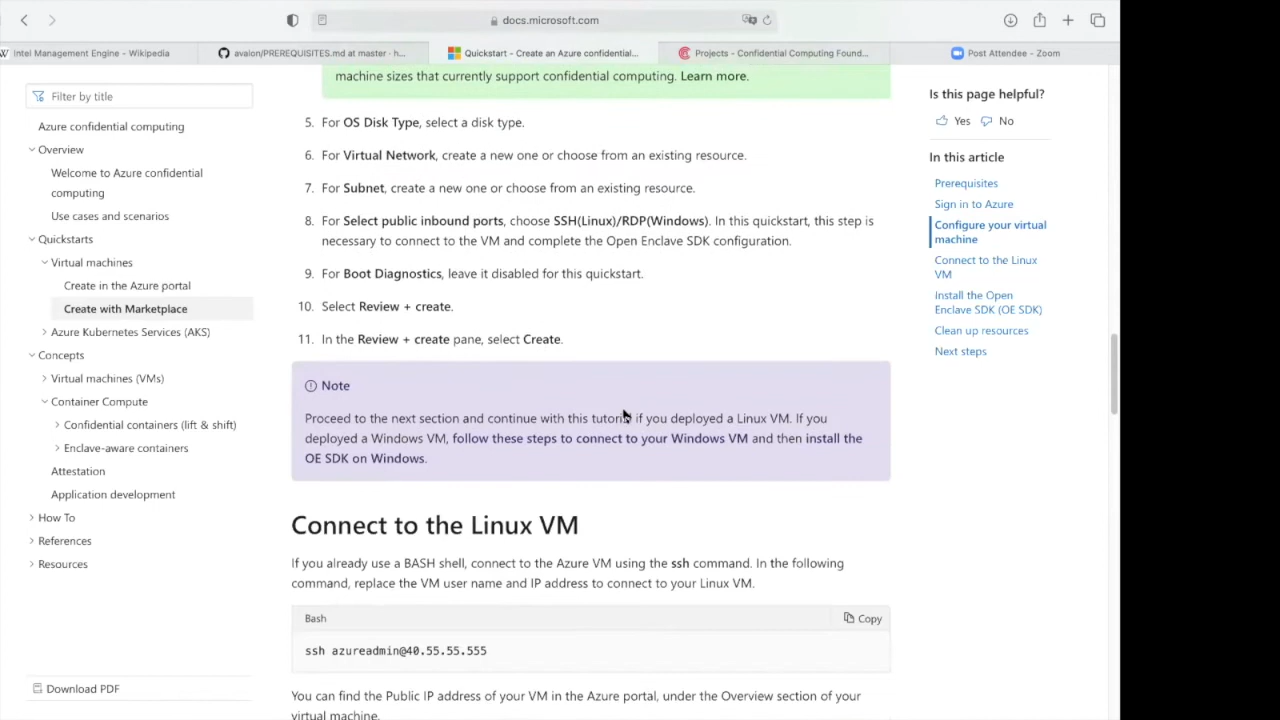 docs.microsoft.com
Intel Management Engine - Wikipedia
avalon/PREREQUISITES.md at master · h...
Quickstart - Create an Azure confidential...
Projects - Confidential Computing Found...
Post Attendee - Zoom
Filter by title
Azure confidential computing
Overview
Welcome to Azure confidential
computing
Use cases and scenarios
Quickstarts
Virtual machines
Create in the Azure portal
Create with Marketplace
Azure Kubernetes Services (AKS)
Concepts
Virtual machines (VMs)
Container Compute
Confidential containers (lift & shift)
Enclave-aware containers
Attestation
Application development
How To
References
Resources
Download PDF
machine sizes that currently support confidential computing. Learn more.
5. For OS Disk Type, select a disk type.
6. For Virtual Network, create a new one or choose from an existing resource.
7. For Subnet, create a new one or choose from an existing resource.
8. For Select public inbound ports, choose SSH(Linux)/RDP(Windows). In this quickstart, this step is
necessary to connect to the VM and complete the Open Enclave SDK configuration.
9. For Boot Diagnostics, leave it disabled for this quickstart.
10. Select Review + create.
11. In the Review + create pane, select Create.
Note
Proceed to the next section and continue with this tutorial if you deployed a Linux VM. If you
deployed a Windows VM, follow these steps to connect to your Windows VM and then install the
OE SDK on Windows.
Connect to the Linux VM
If you already use a BASH shell, connect to the Azure VM using the ssh command. In the following
command, replace the VM user name and IP address to connect to your Linux VM.
Bash
Copy
ssh azureadmin@40.55.55.555
You can find the Public IP address of your VM in the Azure portal, under the Overview section of your
virtual machine.
Is this page helpful?
Yes No
In this article
Prerequisites
Sign in to Azure
Configure your virtual
machine
Connect to the Linux
VM
Install the Open
Enclave SDK (OE SDK)
Clean up resources
Next steps